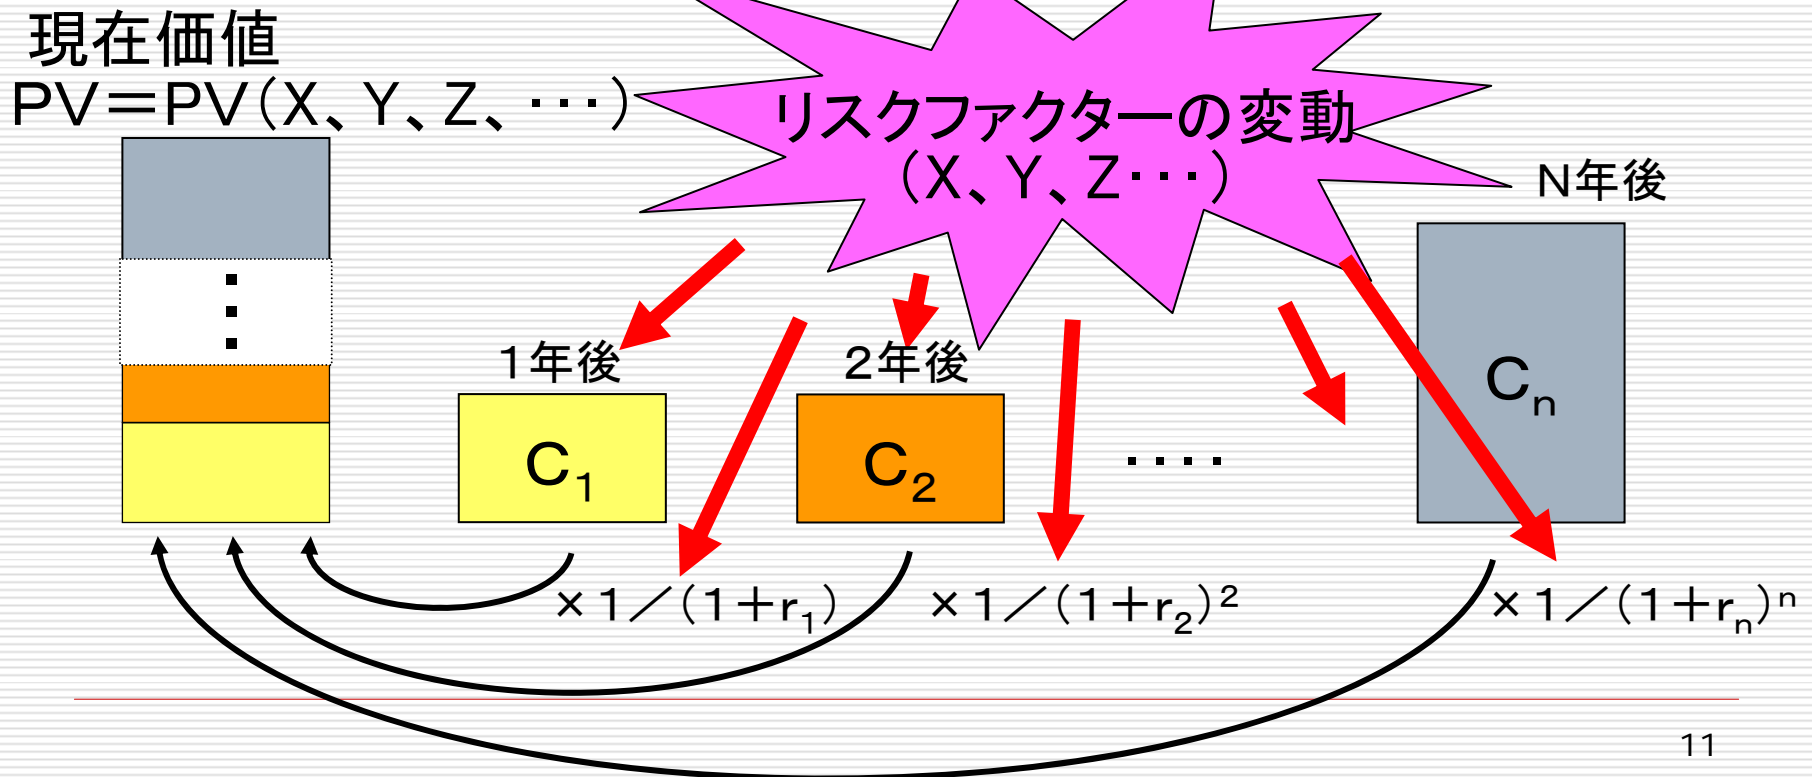 現在価値
PV＝PV(X、Y、Z、・・・)
リスクファクターの変動
(X、Y、Z・・・)
N年後
1年後
2年後
C₁
C₂
・・・・
Cₙ
×１／(１＋r₁)
×１／(１＋r₂)²
×１／(１＋rₙ)ⁿ
11